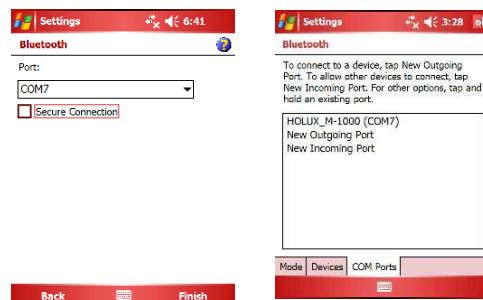 Settings 6:41
Bluetooth
Port:
COM7
Secure Connection
Back Finish
Settings 3:28 ok
Bluetooth
To connect to a device, tap New Outgoing
Port. To allow other devices to connect, tap
New Incoming Port. For other options, tap and
hold an existing port.
HOLUX_M-1000 (COM7)
New Outgoing Port
New Incoming Port
Mode Devices COM Ports